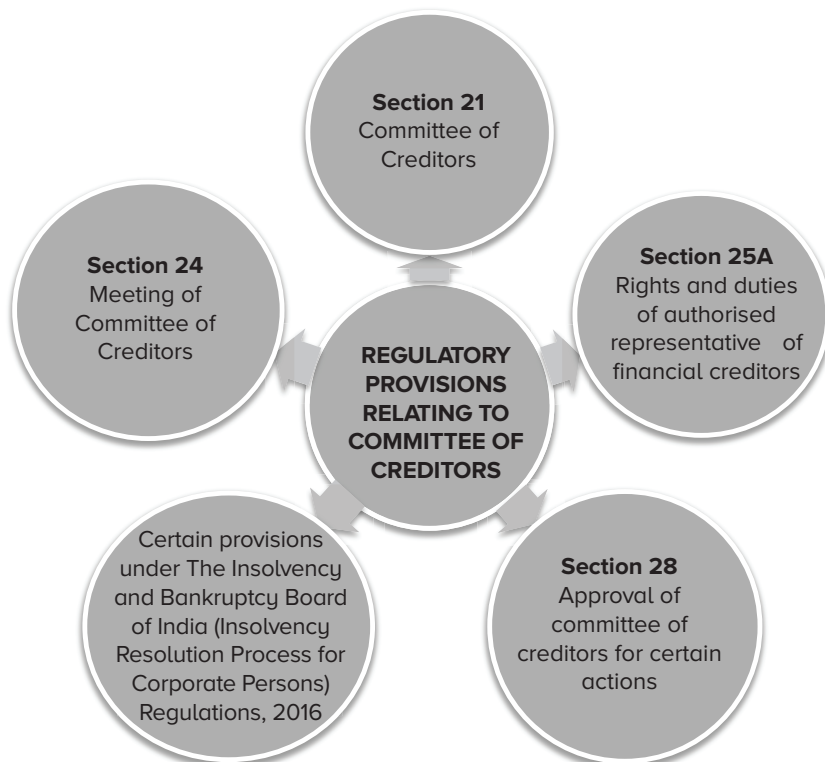 Section 21
Committee of
Creditors
Section 24
Meeting of
Committee of
Creditors
Section 25A
Rights and duties
of authorised
representative of
financial creditors
REGULATORY
PROVISIONS
RELATING TO
COMMITTEE OF
CREDITORS
Certain provisions
under The Insolvency
and Bankruptcy Board
of India (Insolvency
Resolution Process for
Corporate Persons)
Regulations, 2016
Section 28
Approval of
committee of
creditors for certain
actions